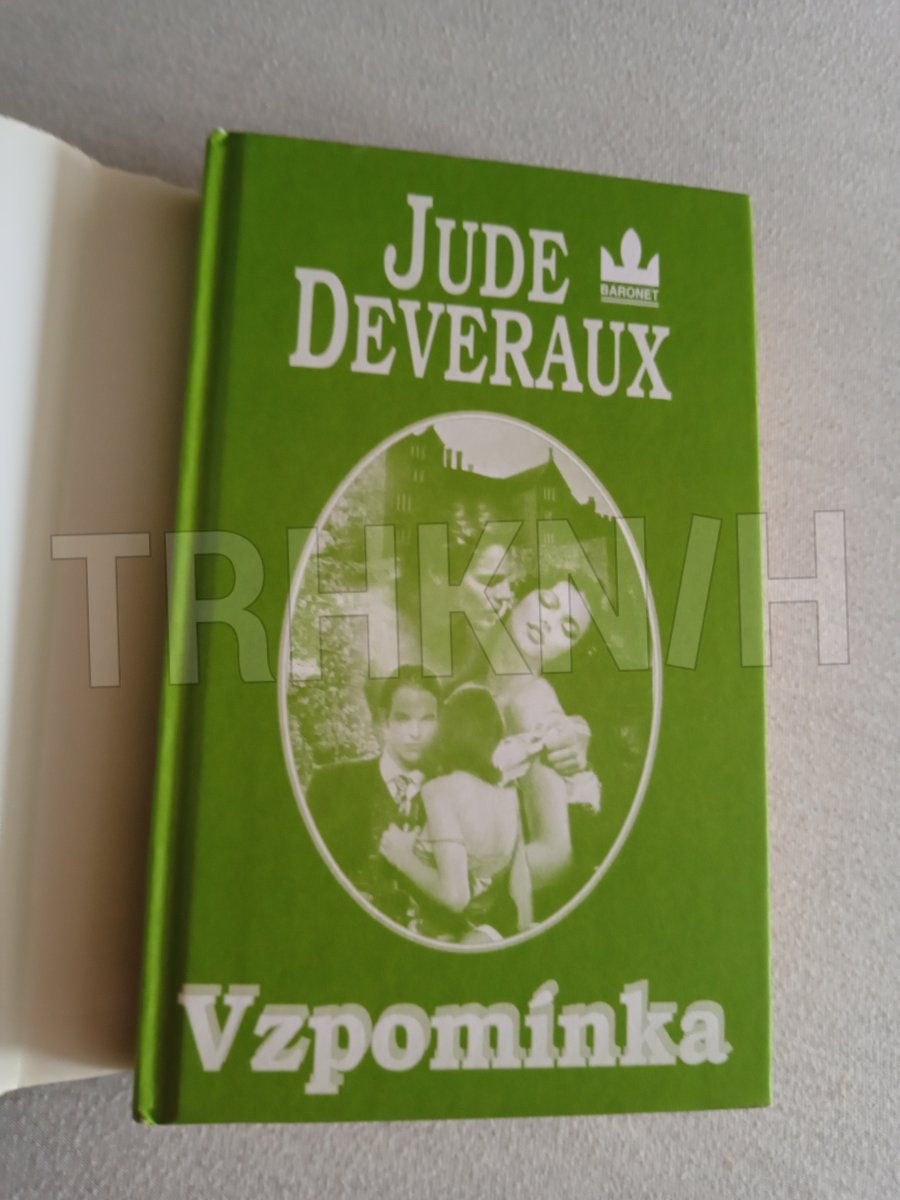 JUDE
BARONET
DEVERAUX
TRHKNIH
Vzpomínka